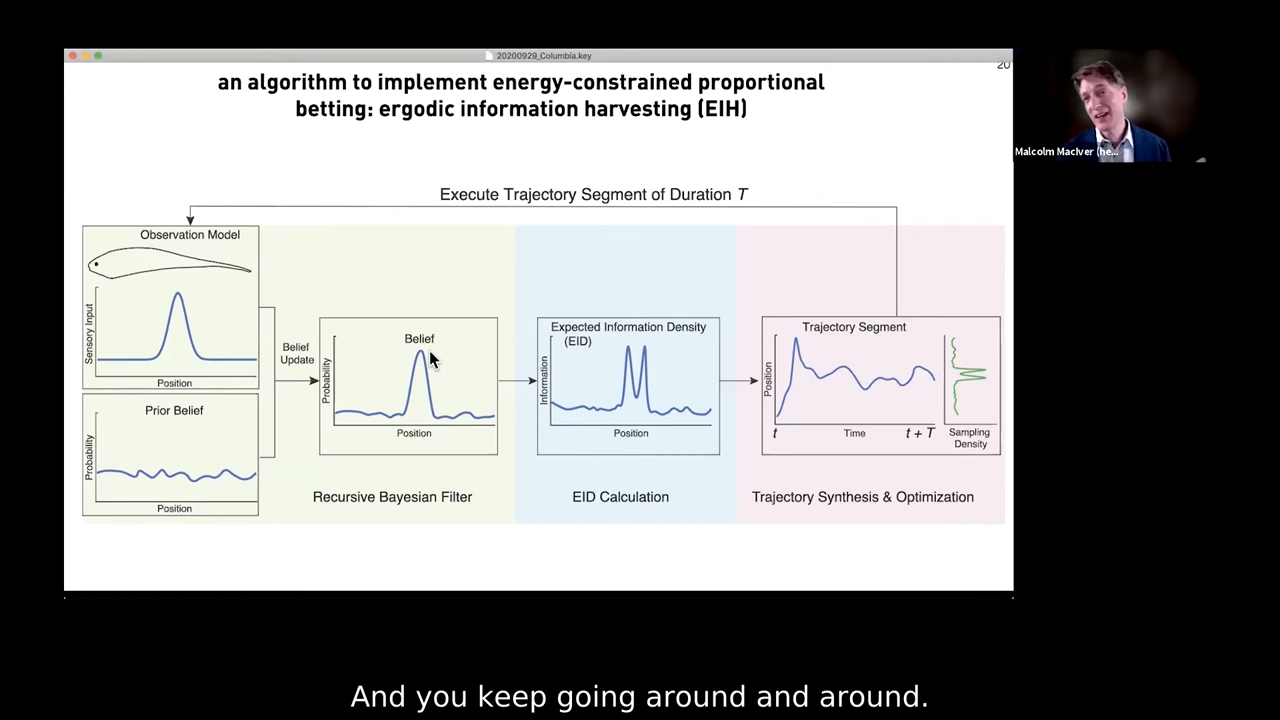 20200929_Columbia.key
20
an algorithm to implement energy-constrained proportional
betting: ergodic information harvesting (EIH)
Malcolm MacIver (he...
Execute Trajectory Segment of Duration T
Observation Model
Sensory Input
Position
Prior Belief
Probability
Position
Belief
Update
Belief
Probability
Position
Recursive Bayesian Filter
Expected Information Density
(EID)
Information
Position
EID Calculation
Trajectory Segment
Position
t
Time
t + T
Sampling
Density
Trajectory Synthesis & Optimization
And you keep going around and around.